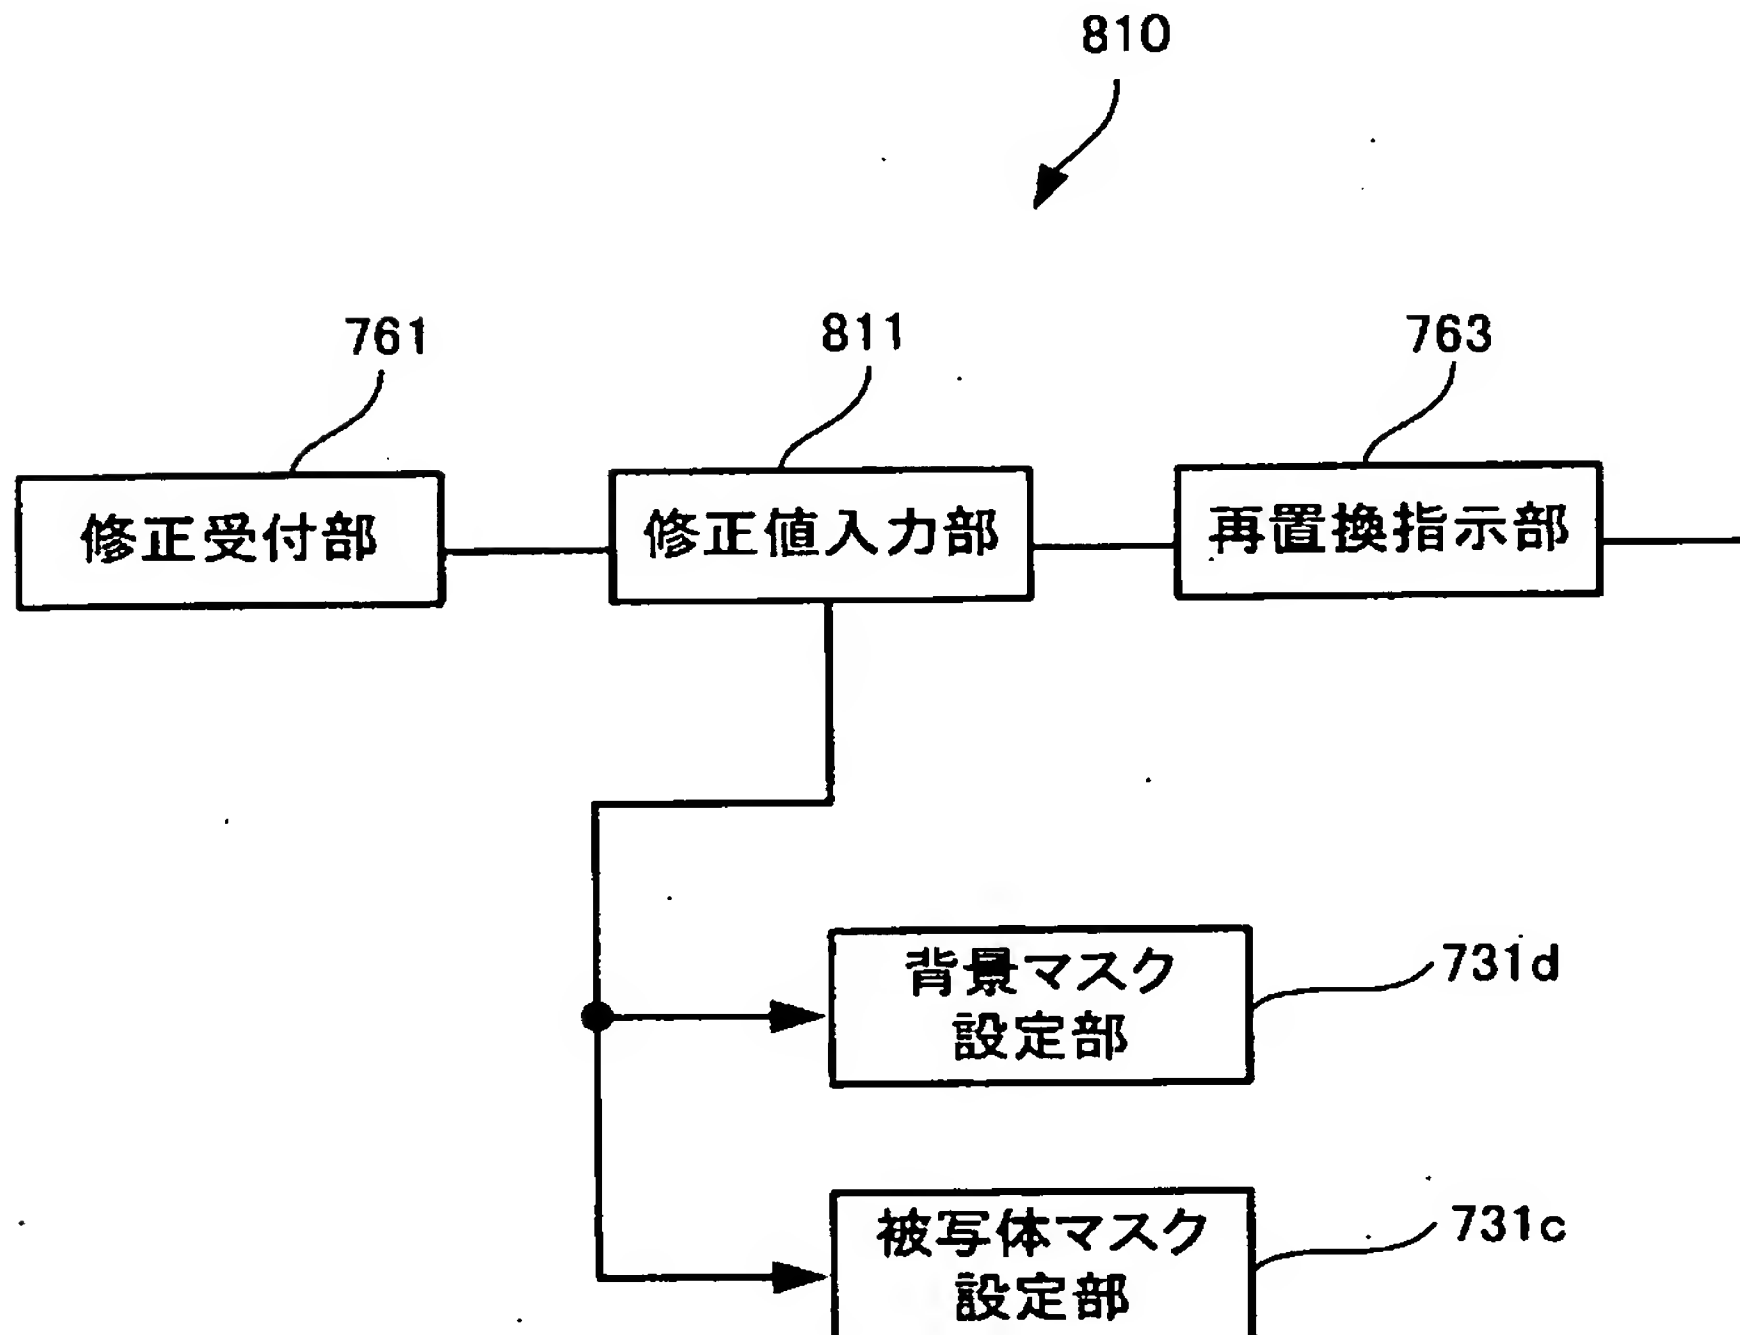 810
761
811
763
修正受付部
修正値入力部
再置換指示部
背景マスク
設定部
731d
被写体マスク
設定部
731c